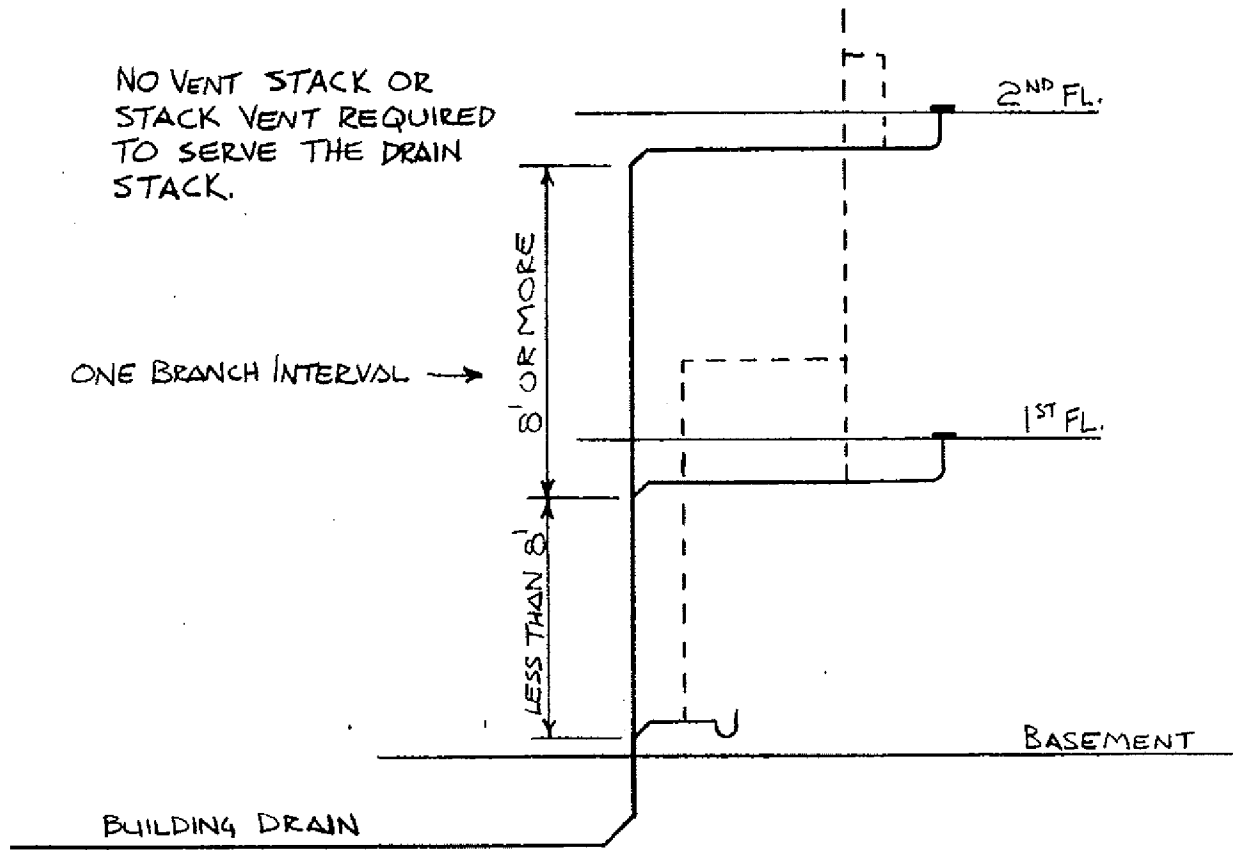 NO VENT STACK OR
STACK VENT REQUIRED
TO SERVE THE DRAIN
STACK.
2ND FL.
8' OR MORE
ONE BRANCH INTERVAL
1ST FL.
LESS THAN 8'
BASEMENT
BUILDING DRAIN